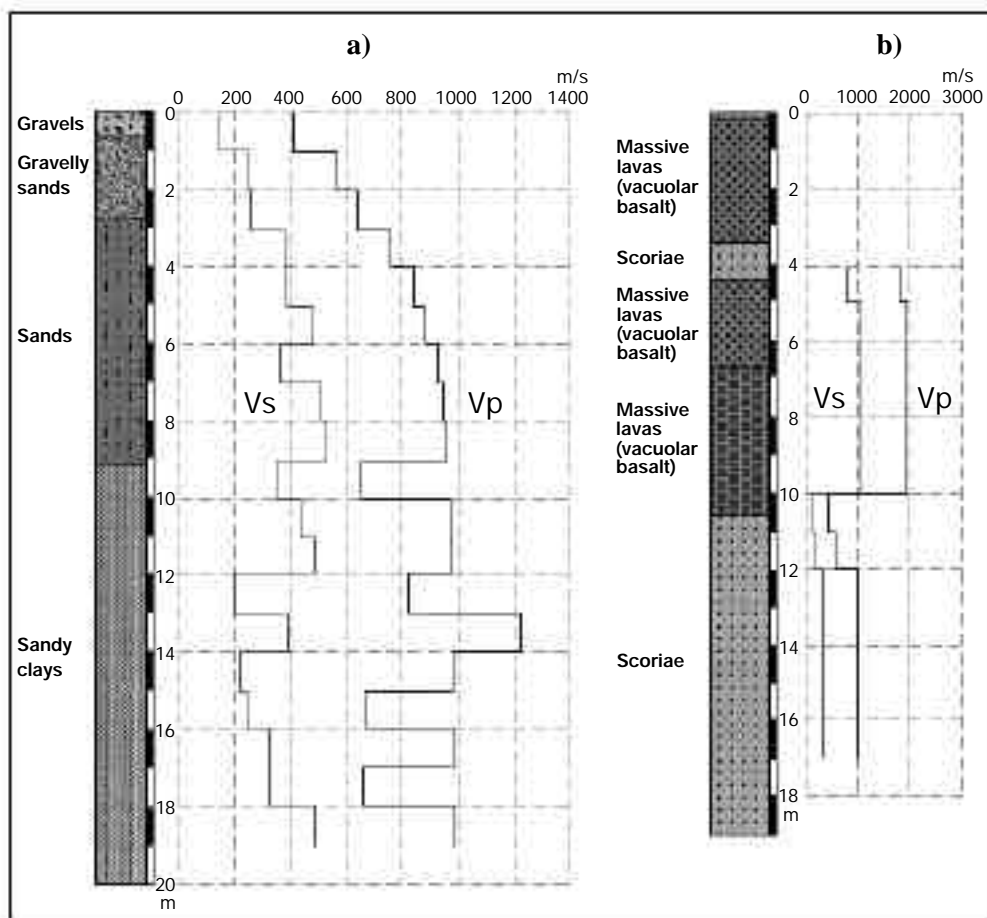 a)
m/s
0 200 400 600 800 1000 1200 1400
Gravels
Gravelly
sands
Sands
Sandy
clays
0
2
4
6
8
10
12
14
16
18
20
m
Vs
Vp
b)
m/s
0 1000 2000 3000
Massive
lavas
(vacuolar
basalt)
Scoriae
Massive
lavas
(vacuolar
basalt)
Massive
lavas
(vacuolar
basalt)
Scoriae
0
2
4
6
8
10
12
14
16
18
m
Vs
Vp